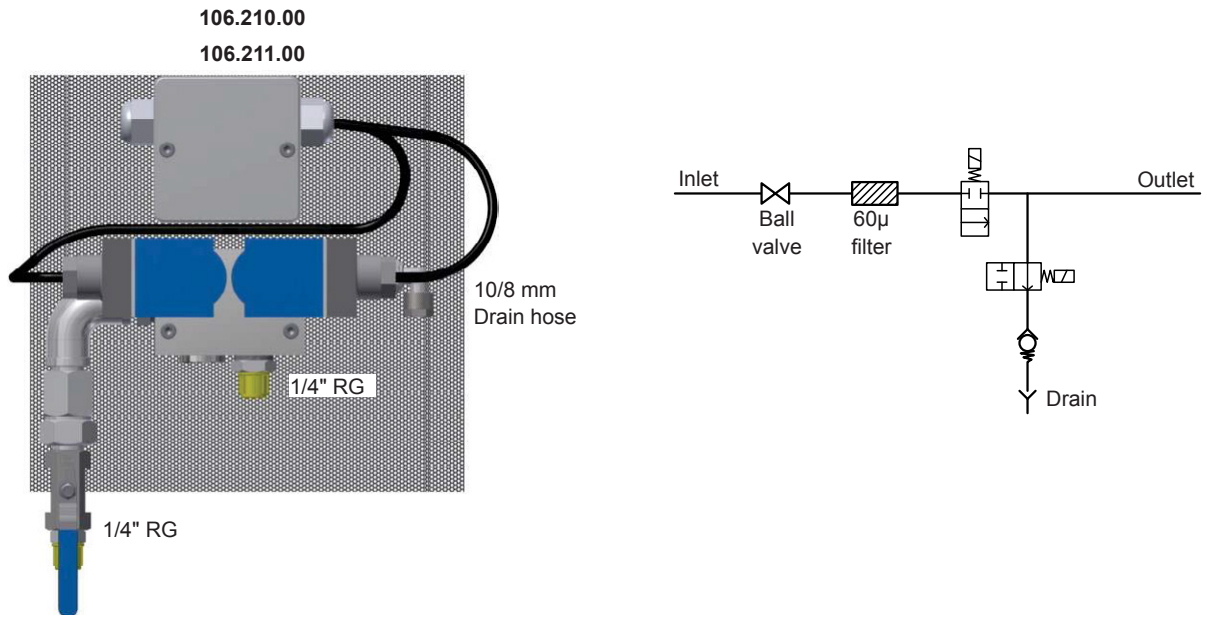 106.210.00
106.211.00
10/8 mm
Drain hose
1/4" RG
1/4" RG
Inlet
Outlet
Ball
valve
60µ
filter
Drain